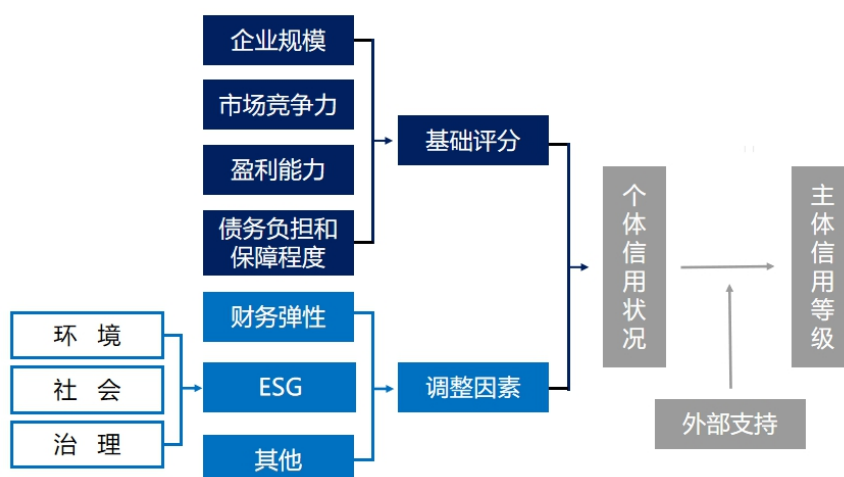 企业规模
市场竞争力
盈利能力
债务负担和
保障程度
基础评分
财务弹性
环 境
社 会
治 理
ESG
其他
调整因素
个体信用状况
主体信用等级
外部支持